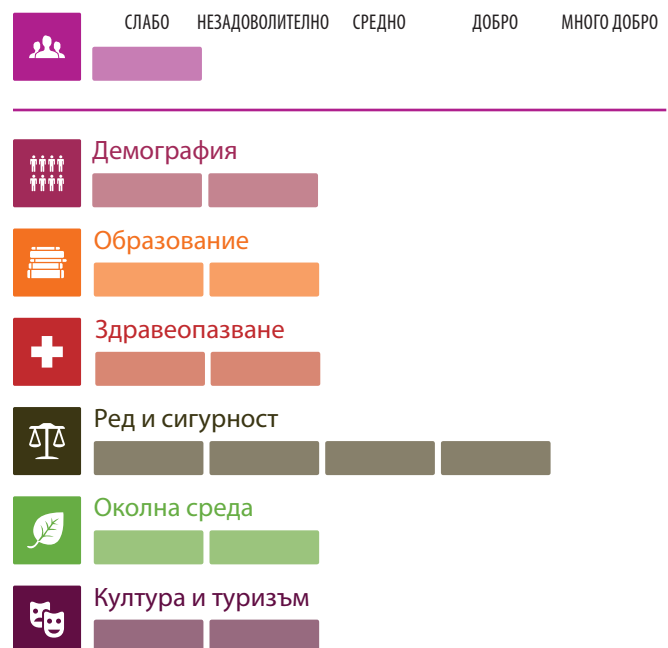 СЛАБО НЕЗАДОВОЛИТЕЛНО СРЕДНО ДОБРО МНОГО ДОБРО
Демография
Образование
Здравеопазване
Ред и сигурност
Околна среда
Култура и туризъм